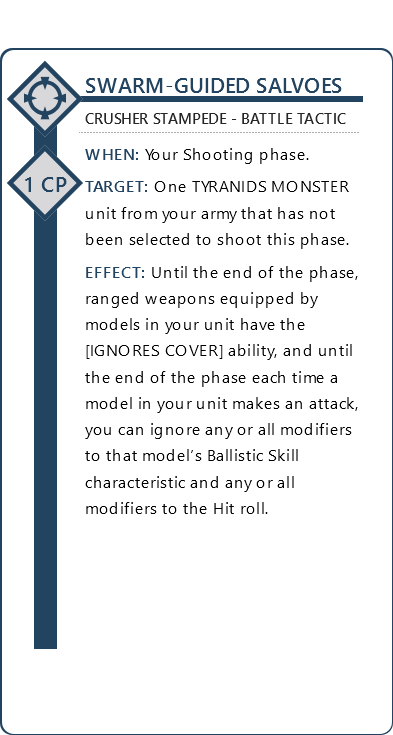 SWARM-GUIDED SALVOES
CRUSHER STAMPEDE - BATTLE TACTIC
WHEN: Your Shooting phase.
1 CP
TARGET: One TYRANIDS MONSTER
unit from your army that has not
been selected to shoot this phase.
EFFECT: Until the end of the phase,
ranged weapons equipped by
models in your unit have the
[IGNORES COVER] ability, and until
the end of the phase each time a
model in your unit makes an attack,
you can ignore any or all modifiers
to that model's Ballistic Skill
characteristic and any or all
modifiers to the Hit roll.